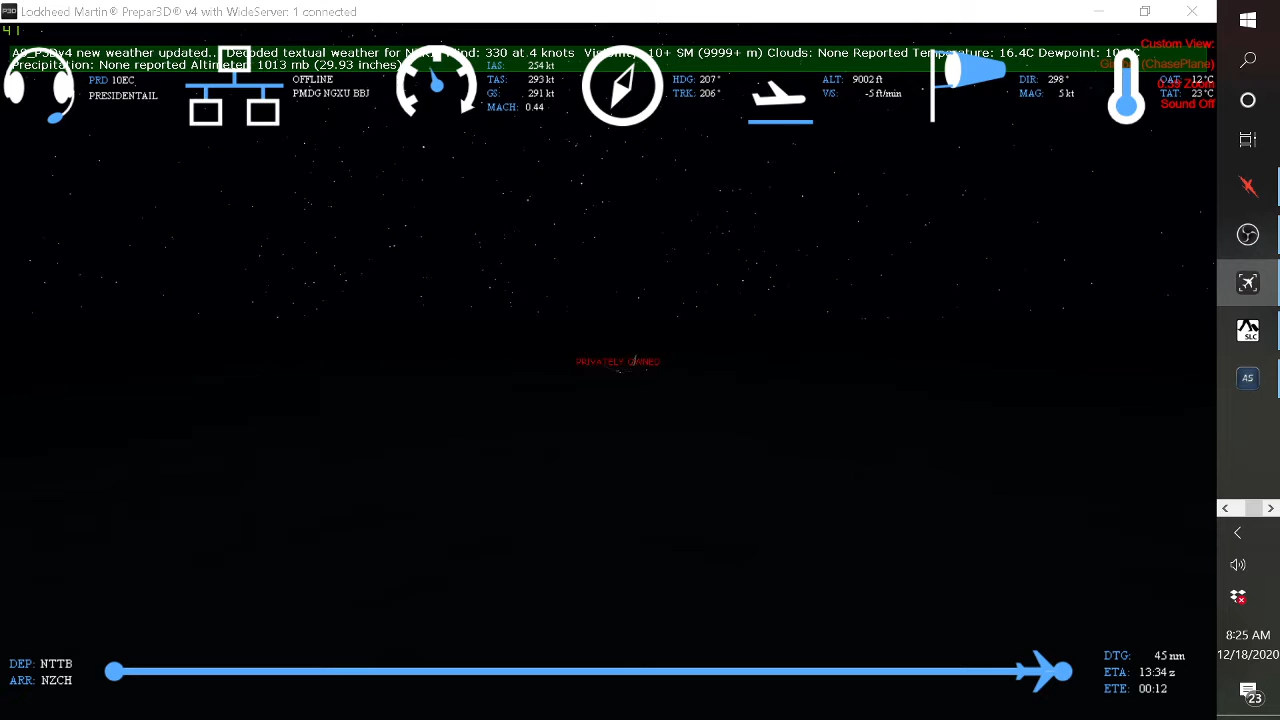 P3D Lockheed Martin® Prepar3D® v4 with WideServer: 1 connected
41
AS_P3Dv4 new weather updated... Decoded textual weather for
330 at 4 knots
10+ SM (9999+ m) Clouds: None Reported Temperature: 16.4C Dewpoint:
Precipitation: None reported Altimeter: 1013 mb (29.93 inches)
Custom View:
(ChasePlane)
Zoom
Sound Off
PRD 10EC
PRESIDENTAIL
OFFLINE
PMDG NGXU BBJ
IAS: 254 kt
TAS: 293 kt
GS: 291 kt
MACH: 0.44
HDG: 207°
TRK: 206°
ALT: 9002 ft
V/S: -5 ft/min
DIR: 298°
MAG: 5 kt
OAT: 12°C
TAT: 23°C
PRIVATELY OWNED
DEP: NTTB
ARR: NZCH
DTG: 45 nm
ETA: 13:34 z
ETE: 00:12
SLC
AS
8:25 AM
12/18/2020
23